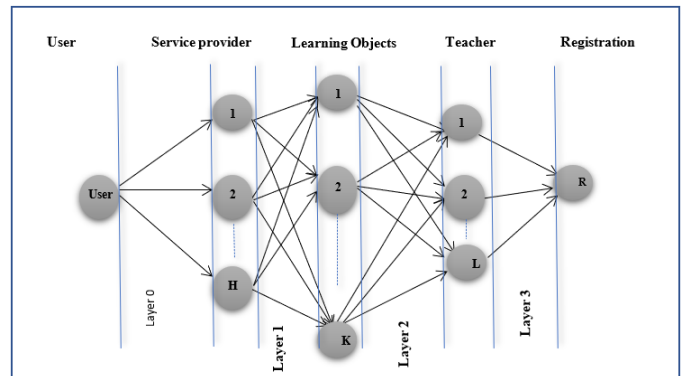 User Service provider Learning Objects Teacher Registration
1 1 1
User 2 2 2 R
H K L
Layer 0
Layer 1
Layer 2
Layer 3